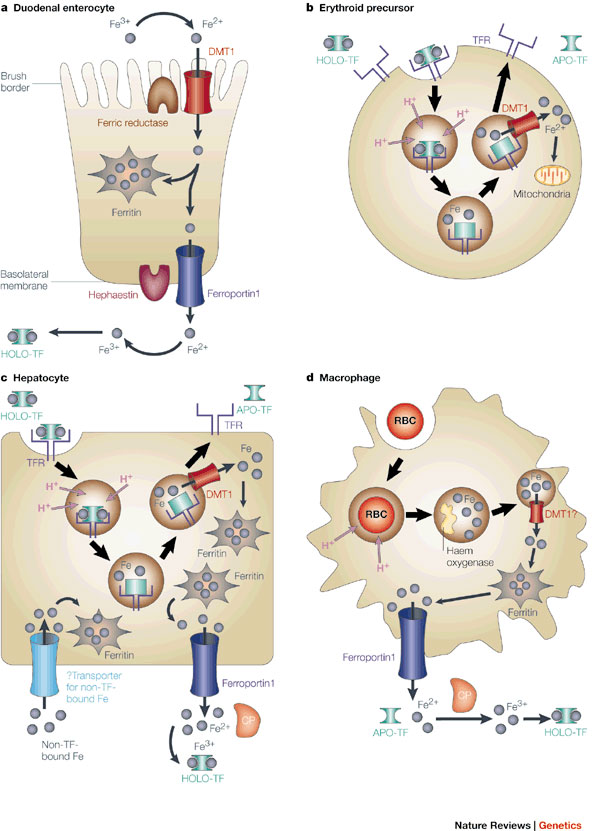 a Duodenal enterocyte
Fe3+
Fe2+
DMT1
Brush
border
Ferric reductase
Ferritin
Basolateral
membrane
Hephaestin
Ferroportin1
HOLO-TF
Fe3+
Fe2+
b Erythroid precursor
HOLO-TF
TFR
APO-TF
H+
H+
H+
DMT1
Fe2+
Mitochondria
Fe
c Hepatocyte
HOLO-TF
TFR
APO-TF
TFR
H+
H+
H+
Fe
Fe
DMT1
Ferritin
Fe
Ferritin
Ferritin
?Transporter
for non-TF-
bound Fe
Ferroportin1
Non-TF-
bound Fe
Fe2+
CP
Fe3+
HOLO-TF
d Macrophage
RBC
RBC
H+
H+
Fe
Haem
oxygenase
Fe
DMT1?
Ferritin
Ferroportin1
Fe2+
CP
Fe3+
APO-TF
HOLO-TF
Nature Reviews | Genetics